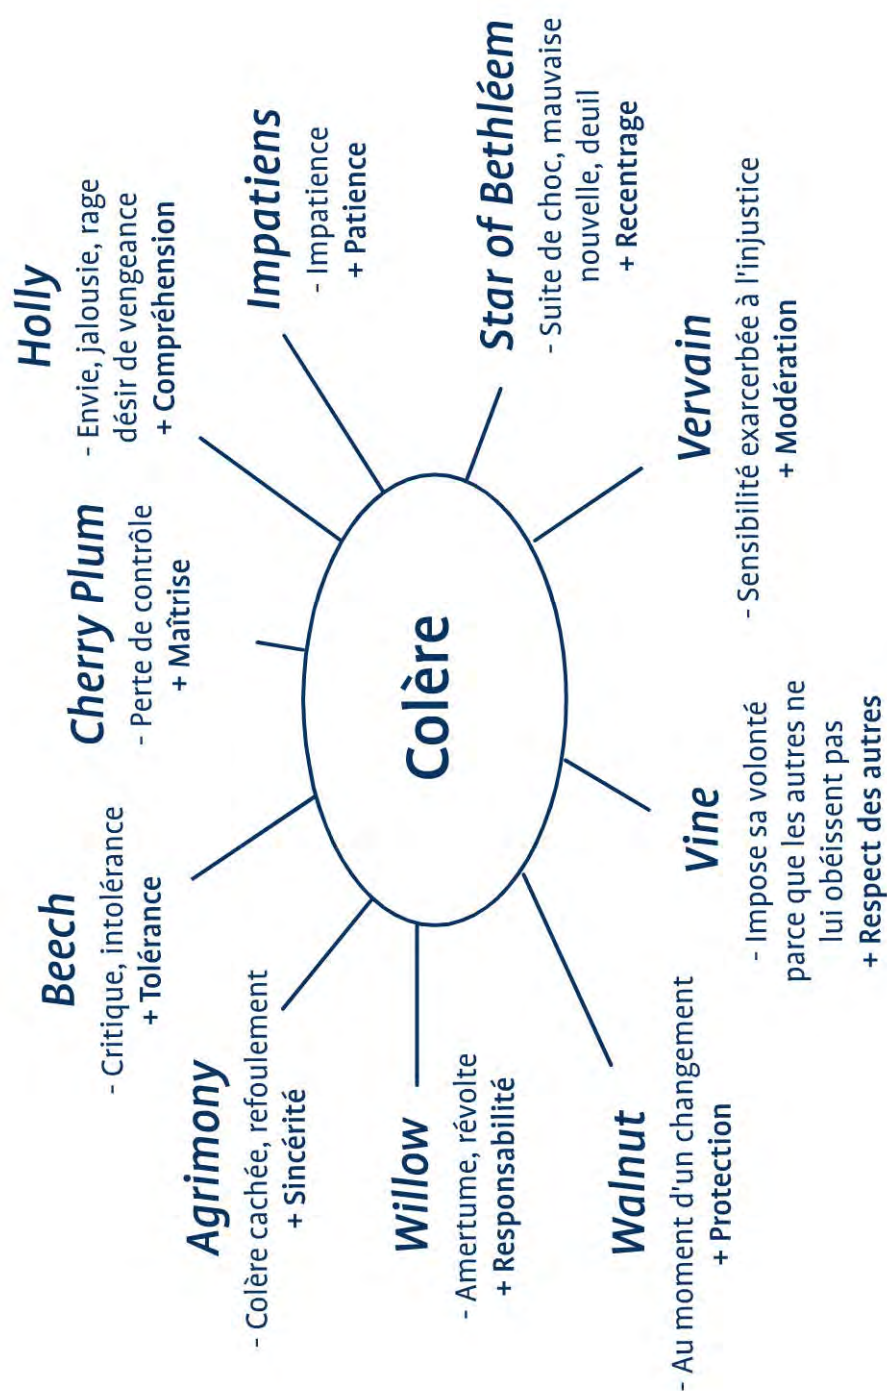 Holly
- Envie, jalousie, rage
désir de vengeance
+ Compréhension
Impatiens
- Impatience
+ Patience
Star of Bethléem
- Suite de choc, mauvaise
nouvelle, deuil
+ Recentrage
Vervain
- Sensibilité exarcerbée à l'injustice
+ Modération
Vine
- Impose sa volonté
parce que les autres ne
lui obéissent pas
+ Respect des autres
Walnut
- Au moment d'un changement
+ Protection
Willow
- Amertume, révolte
+ Responsabilité
Agrimony
- Colère cachée, refoulement
+ Sincérité
Beech
- Critique, intolérance
+ Tolérance
Cherry Plum
- Perte de contrôle
+ Maîtrise
Colère